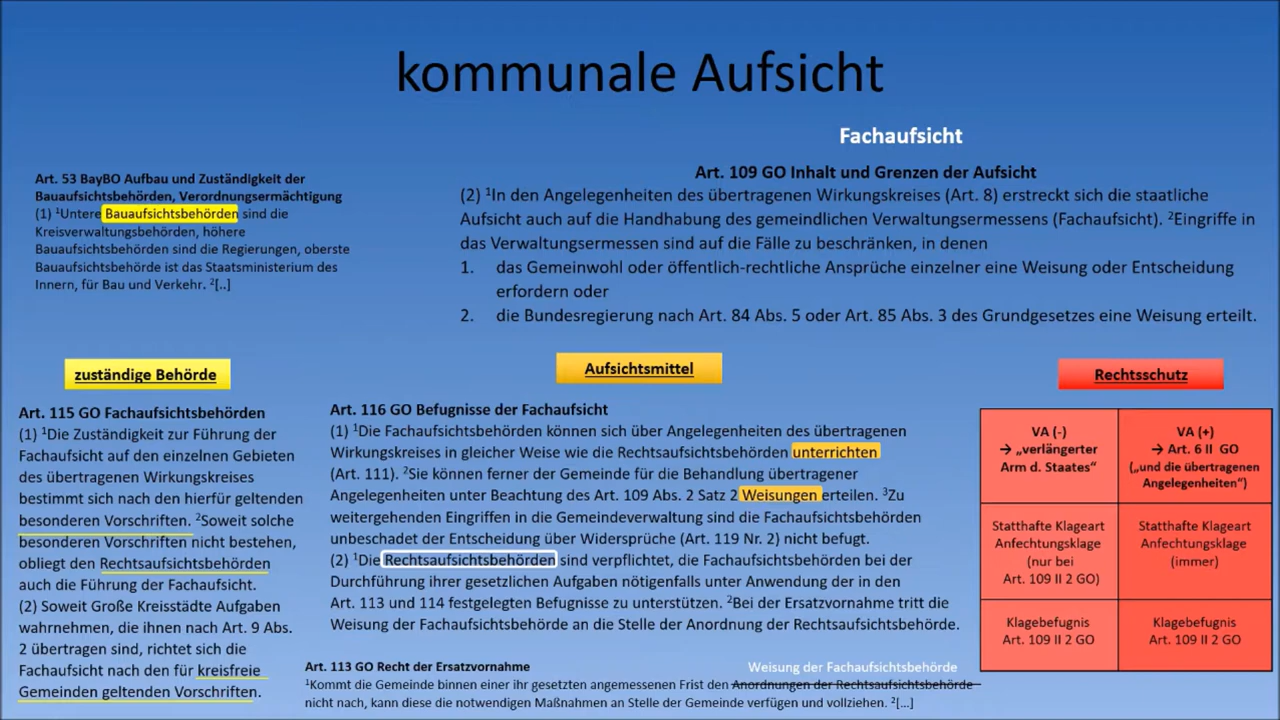 kommunale Aufsicht
Fachaufsicht
Art. 53 BayBO Aufbau und Zuständigkeit der
Bauaufsichtsbehörden, Verordnungsermächtigung
(1) ¹Untere Bauaufsichtsbehörden sind die
Kreisverwaltungsbehörden, höhere
Bauaufsichtsbehörden sind die Regierungen, oberste
Bauaufsichtsbehörde ist das Staatsministerium des
Innern, für Bau und Verkehr. ²[..]
Art. 109 GO Inhalt und Grenzen der Aufsicht
(2) ¹In den Angelegenheiten des übertragenen Wirkungskreises (Art. 8) erstreckt sich die staatliche
Aufsicht auch auf die Handhabung des gemeindlichen Verwaltungsermessens (Fachaufsicht). ²Eingriffe in
das Verwaltungsermessen sind auf die Fälle zu beschränken, in denen
1. das Gemeinwohl oder öffentlich-rechtliche Ansprüche einzelner eine Weisung oder Entscheidung
erfordern oder
2. die Bundesregierung nach Art. 84 Abs. 5 oder Art. 85 Abs. 3 des Grundgesetzes eine Weisung erteilt.
zuständige Behörde
Art. 115 GO Fachaufsichtsbehörden
(1) ¹Die Zuständigkeit zur Führung der
Fachaufsicht auf den einzelnen Gebieten
des übertragenen Wirkungskreises
bestimmt sich nach den hierfür geltenden
besonderen Vorschriften. ²Soweit solche
besonderen Vorschriften nicht bestehen,
obliegt den Rechtsaufsichtsbehörden
auch die Führung der Fachaufsicht.
(2) Soweit Große Kreisstädte Aufgaben
wahrnehmen, die ihnen nach Art. 9 Abs.
2 übertragen sind, richtet sich die
Fachaufsicht nach den für kreisfreie
Gemeinden geltenden Vorschriften.
Aufsichtsmittel
Art. 116 GO Befugnisse der Fachaufsicht
(1) ¹Die Fachaufsichtsbehörden können sich über Angelegenheiten des übertragenen
Wirkungskreises in gleicher Weise wie die Rechtsaufsichtsbehörden unterrichten
(Art. 111). ²Sie können ferner der Gemeinde für die Behandlung übertragener
Angelegenheiten unter Beachtung des Art. 109 Abs. 2 Satz 2 Weisungen erteilen. ³Zu
weitergehenden Eingriffen in die Gemeindeverwaltung sind die Fachaufsichtsbehörden
unbeschadet der Entscheidung über Widersprüche (Art. 119 Nr. 2) nicht befugt.
(2) ¹Die Rechtsaufsichtsbehörden sind verpflichtet, die Fachaufsichtsbehörden bei der
Durchführung ihrer gesetzlichen Aufgaben nötigenfalls unter Anwendung der in den
Art. 113 und 114 festgelegten Befugnisse zu unterstützen. ²Bei der Ersatzvornahme tritt die
Weisung der Fachaufsichtsbehörde an die Stelle der Anordnung der Rechtsaufsichtsbehörde.
Art. 113 GO Recht der Ersatzvornahme
Weisung der Fachaufsichtsbehörde
¹Kommt die Gemeinde binnen einer ihr gesetzten angemessenen Frist den Anordnungen der Rechtsaufsichtsbehörde
nicht nach, kann diese die notwendigen Maßnahmen an Stelle der Gemeinde verfügen und vollziehen. ²[...]
Rechtsschutz
VA (-)
→ „verlängerter
Arm d. Staates“
VA (+)
→ Art. 6 II GO
(„und die übertragenen
Angelegenheiten“)
Statthafte Klageart
Anfechtungsklage
(nur bei
Art. 109 II 2 GO)
Statthafte Klageart
Anfechtungsklage
(immer)
Klagebefugnis
Art. 109 II 2 GO
Klagebefugnis
Art. 109 II 2 GO